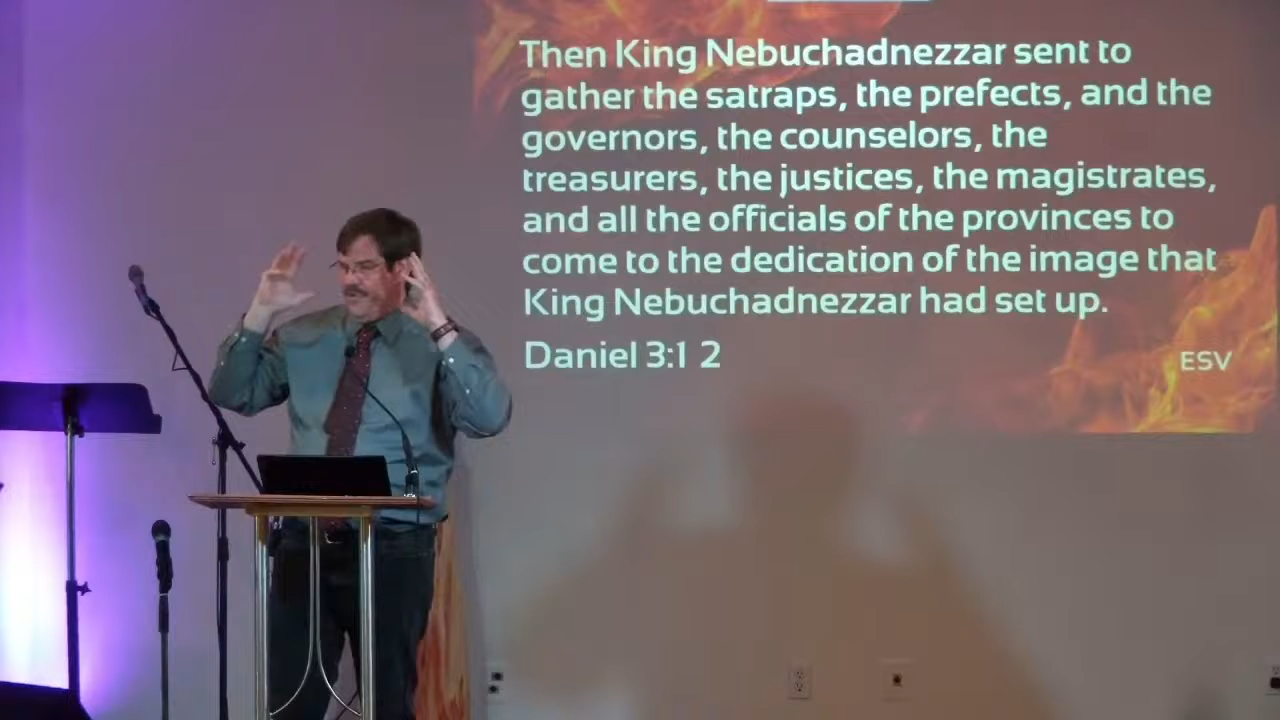 Then King Nebuchadnezzar sent to
gather the satraps, the prefects, and the
governors, the counselors, the
treasurers, the justices, the magistrates,
and all the officials of the provinces to
come to the dedication of the image that
King Nebuchadnezzar had set up.
Daniel 3:1 2
ESV